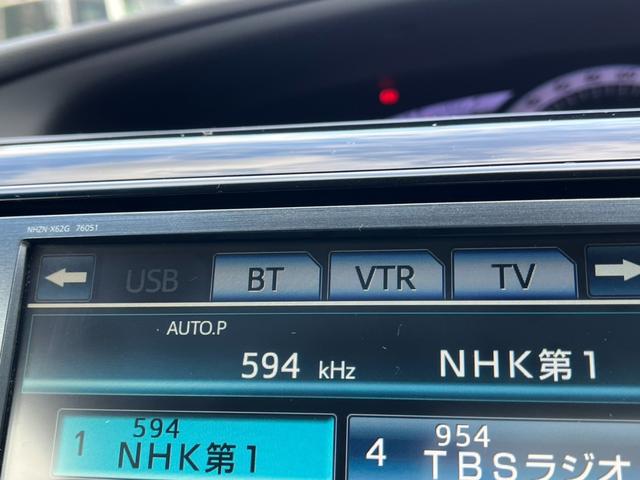 NHZN-X62G 76051
USB BT VTR TV
AUTO.P
594 kHz NHK第1
594
1 NHK第1
954
4 TBSラジオ